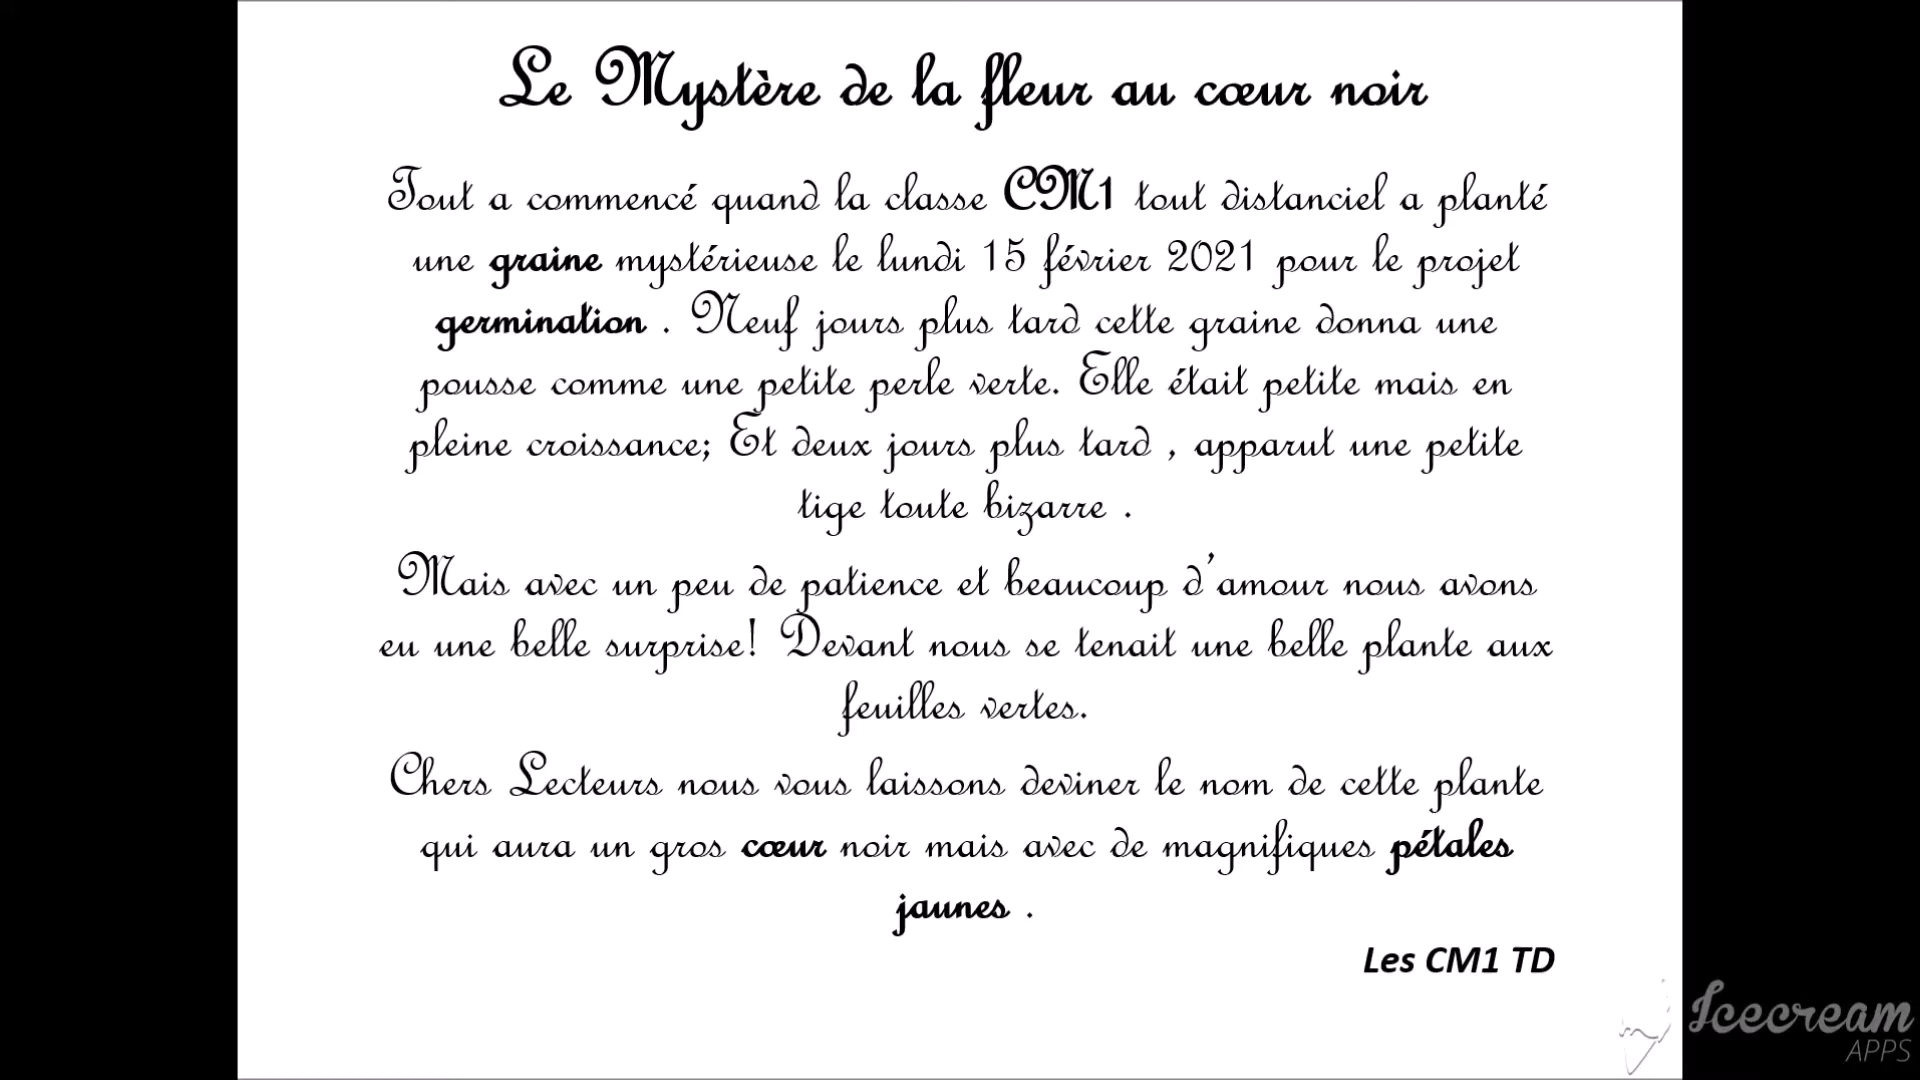 Le Mystère de la fleur au cœur noir
Tout a commencé quand la classe CM1 tout distanciel a planté
une graine mystérieuse le lundi 15 février 2021 pour le projet
germination . Neuf jours plus tard cette graine donna une
pousse comme une petite perle verte. Elle était petite mais en
pleine croissance; Et deux jours plus tard , apparut une petite
tige toute bizarre .
Mais avec un peu de patience et beaucoup d'amour nous avons
eu une belle surprise! Devant nous se tenait une belle plante aux
feuilles vertes.
Chers Lecteurs nous vous laissons deviner le nom de cette plante
qui aura un gros cœur noir mais avec de magnifiques pétales
jaunes .
Les CM1 TD
Icecream
APPS